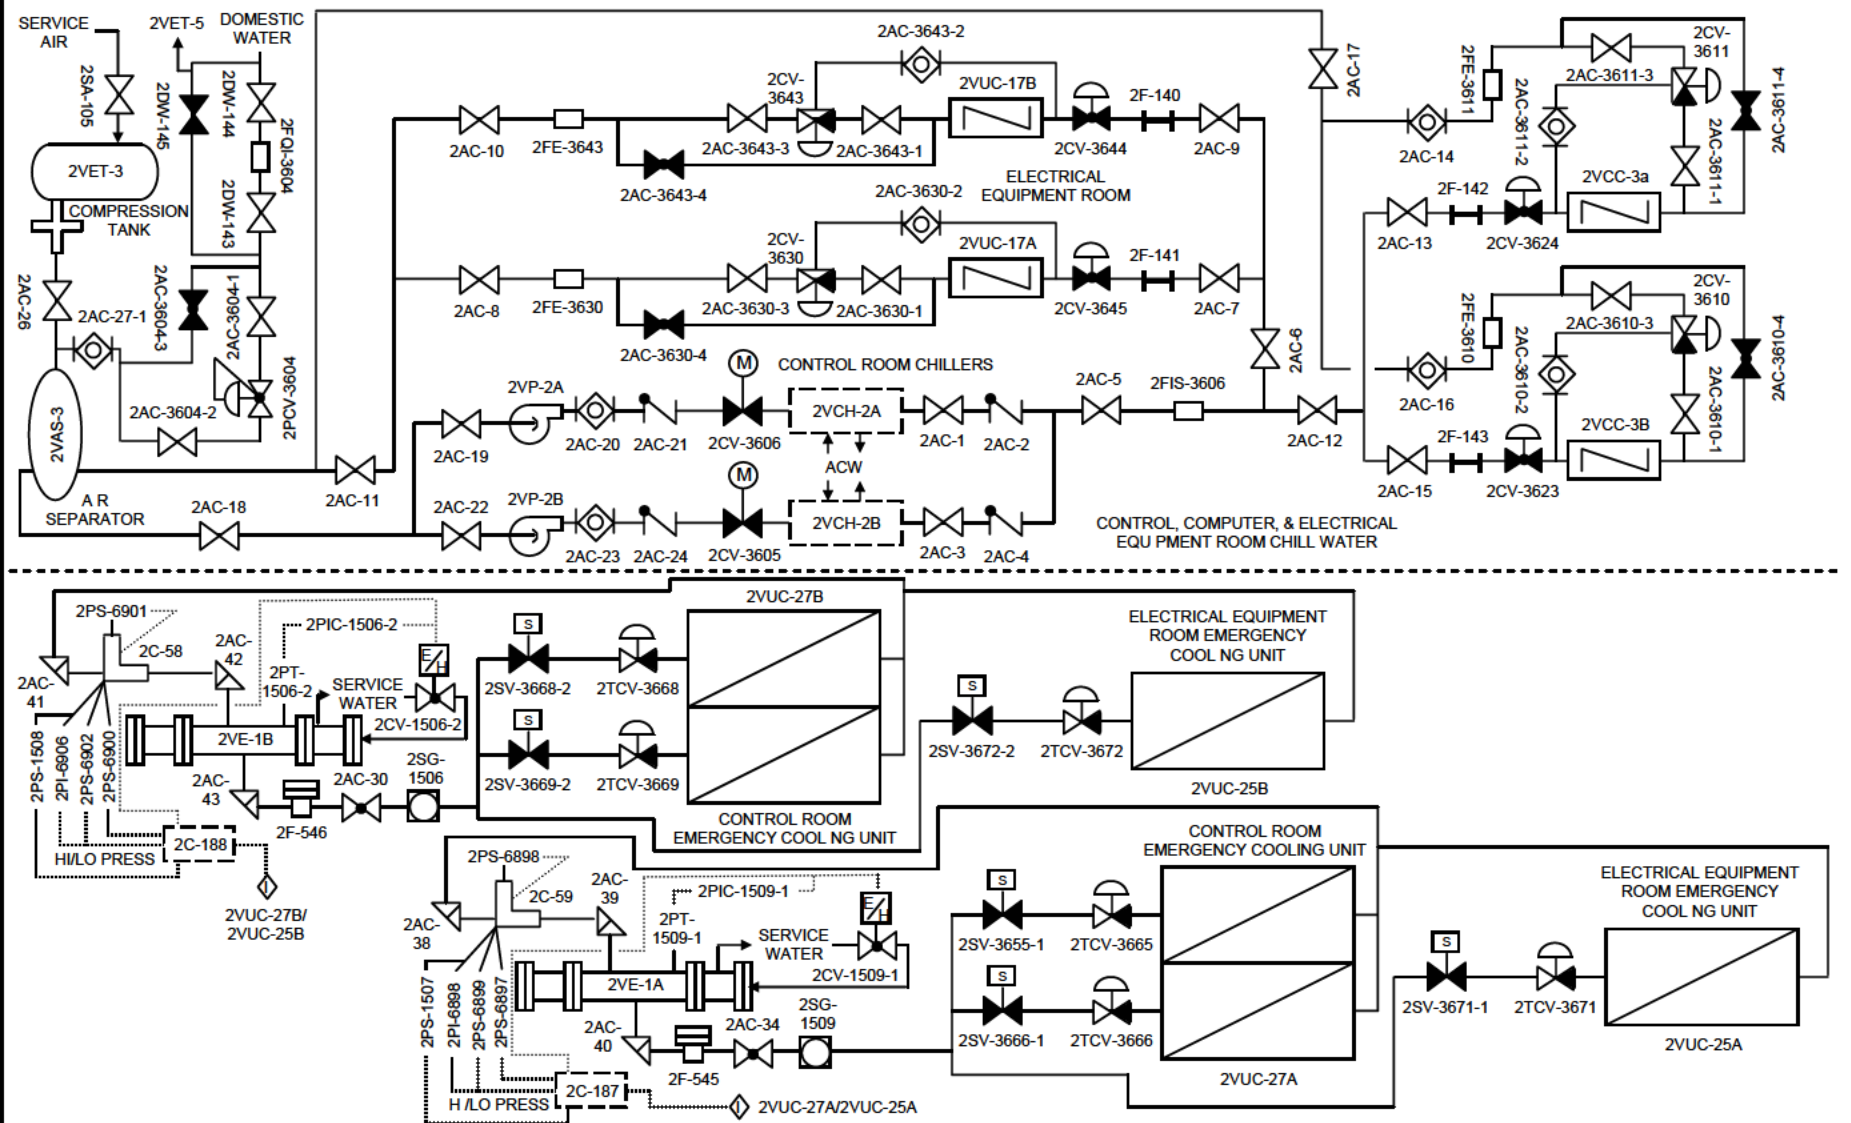 SERVICE
AIR
2VET-5
DOMESTIC
WATER
2SA-105
2DW-145
2DW-144
2FQI-3604
2VET-3
COMPRESSION
TANK
2DW-143
2AC-26
2AC-27-1
2AC-3604-3
2AC-3604-1
2PCV-3604
2AC-3604-2
2VAS-3
A R
SEPARATOR
2AC-18
2AC-11
2AC-10
2FE-3643
2AC-3643-2
2CV-
3643
2VUC-17B
2AC-3643-3
2AC-3643-1
2AC-3643-4
2CV-3644
2F-140
2AC-9
ELECTRICAL
EQUIPMENT ROOM
2AC-8
2FE-3630
2AC-3630-2
2CV-
3630
2VUC-17A
2AC-3630-3
2AC-3630-1
2AC-3630-4
2CV-3645
2F-141
2AC-7
2AC-6
CONTROL ROOM CHILLERS
M
2VP-2A
2AC-19
2AC-20
2AC-21
2CV-3606
2VCH-2A
2AC-1
2AC-2
2AC-5
2FIS-3606
2AC-12
ACW
M
2AC-22
2VP-2B
2AC-23
2AC-24
2CV-3605
2VCH-2B
2AC-3
2AC-4
2AC-17
2AC-14
2FE-3611
2AC-3611-2
2AC-3611-3
2CV-
3611
2AC-3611-4
2AC-3611-1
2AC-13
2F-142
2CV-3624
2VCC-3a
2AC-16
2FE-3610
2AC-3610-2
2AC-3610-3
2CV-
3610
2AC-3610-4
2AC-3610-1
2AC-15
2F-143
2CV-3623
2VCC-3B
CONTROL, COMPUTER, & ELECTRICAL
EQU PMENT ROOM CHILL WATER
2PS-6901
2C-58
2AC-
41
2AC-
42
2PIC-1506-2
2PT-
1506-2
SERVICE
WATER
E/H
2CV-1506-2
2VE-1B
2PS-1508
2PI-6906
2PS-6902
2PS-6900
2AC-
43
2F-546
2AC-30
2SG-
1506
HI/LO PRESS
2C-188
I
2VUC-27B/
2VUC-25B
S
2SV-3668-2
2TCV-3668
S
2SV-3669-2
2TCV-3669
2VUC-27B
CONTROL ROOM
EMERGENCY COOL NG UNIT
S
2SV-3672-2
2TCV-3672
ELECTRICAL EQUIPMENT
ROOM EMERGENCY
COOL NG UNIT
2VUC-25B
2PS-6898
2C-59
2AC-
38
2AC-
39
2PIC-1509-1
2PT-
1509-1
SERVICE
WATER
E/H
2CV-1509-1
2VE-1A
2PS-1507
2PI-6898
2PS-6899
2PS-6897
2AC-
40
2F-545
2AC-34
2SG-
1509
H /LO PRESS
2C-187
I
2VUC-27A/2VUC-25A
S
2SV-3655-1
2TCV-3665
S
2SV-3666-1
2TCV-3666
CONTROL ROOM
EMERGENCY COOLING UNIT
2VUC-27A
S
2SV-3671-1
2TCV-3671
ELECTRICAL EQUIPMENT
ROOM EMERGENCY
COOL NG UNIT
2VUC-25A